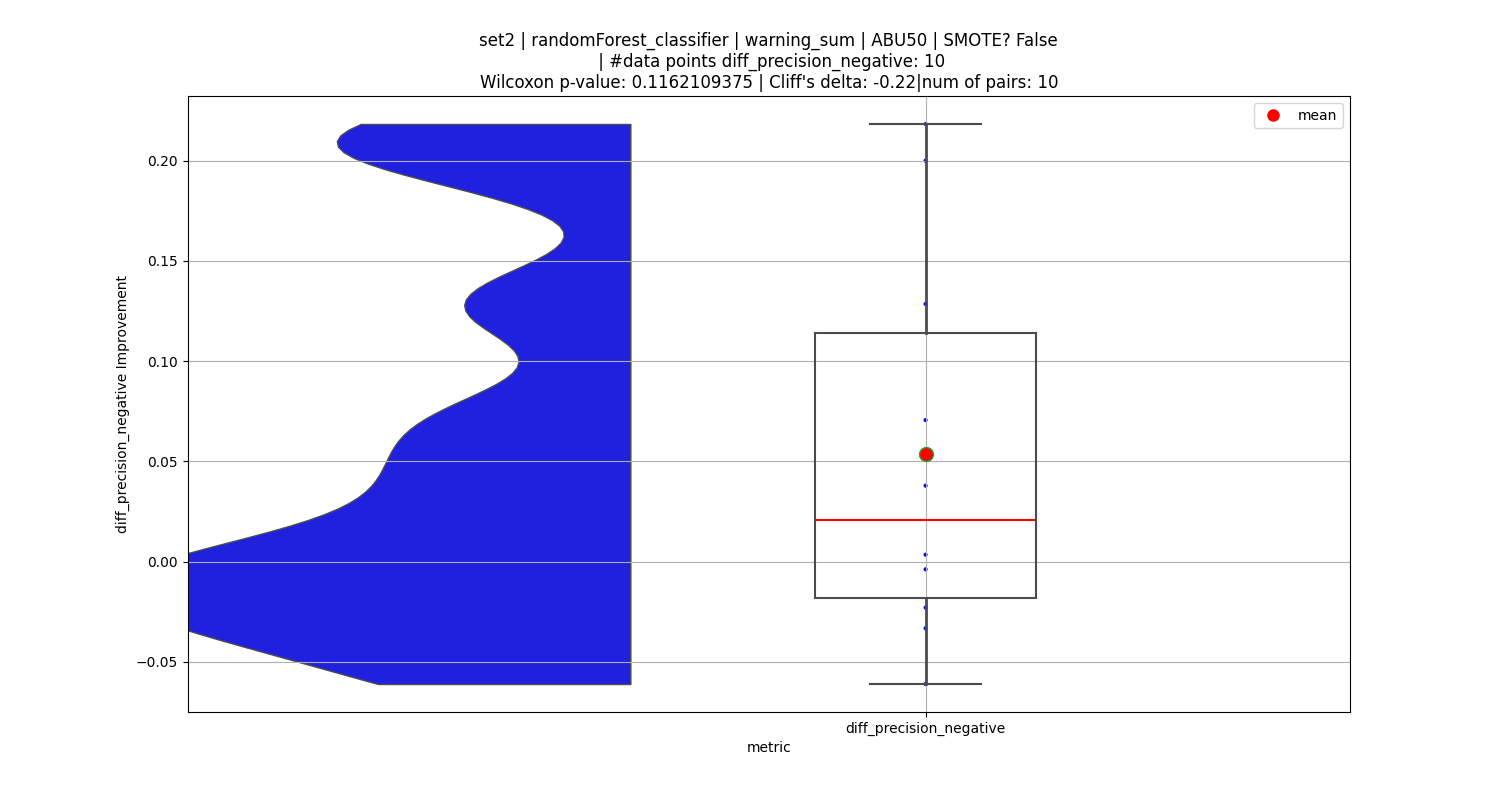 set2 | randomForest_classifier | warning_sum | ABU50 | SMOTE? False
| #data points diff_precision_negative: 10
Wilcoxon p-value: 0.1162109375 | Cliff's delta: -0.22|num of pairs: 10
mean
0.20
0.15
0.10
0.05
0.00
−0.05
diff_precision_negative Improvement
diff_precision_negative
metric